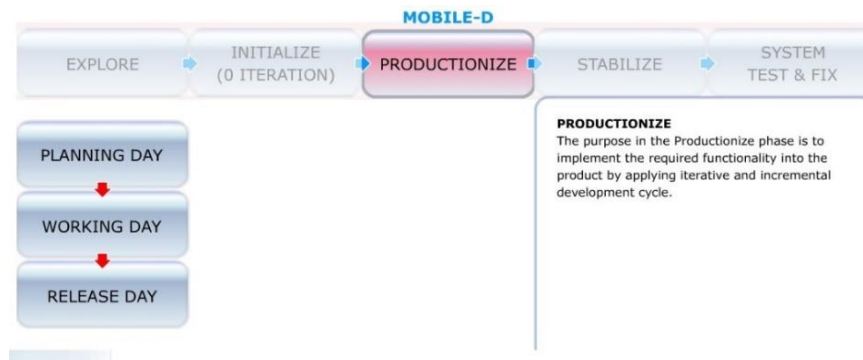 MOBILE-D
EXPLORE
INITIALIZE
(0 ITERATION)
PRODUCTIONIZE
STABILIZE
SYSTEM
TEST & FIX
PLANNING DAY
WORKING DAY
RELEASE DAY
PRODUCTIONIZE
The purpose in the Productionize phase is to
implement the required functionality into the
product by applying iterative and incremental
development cycle.